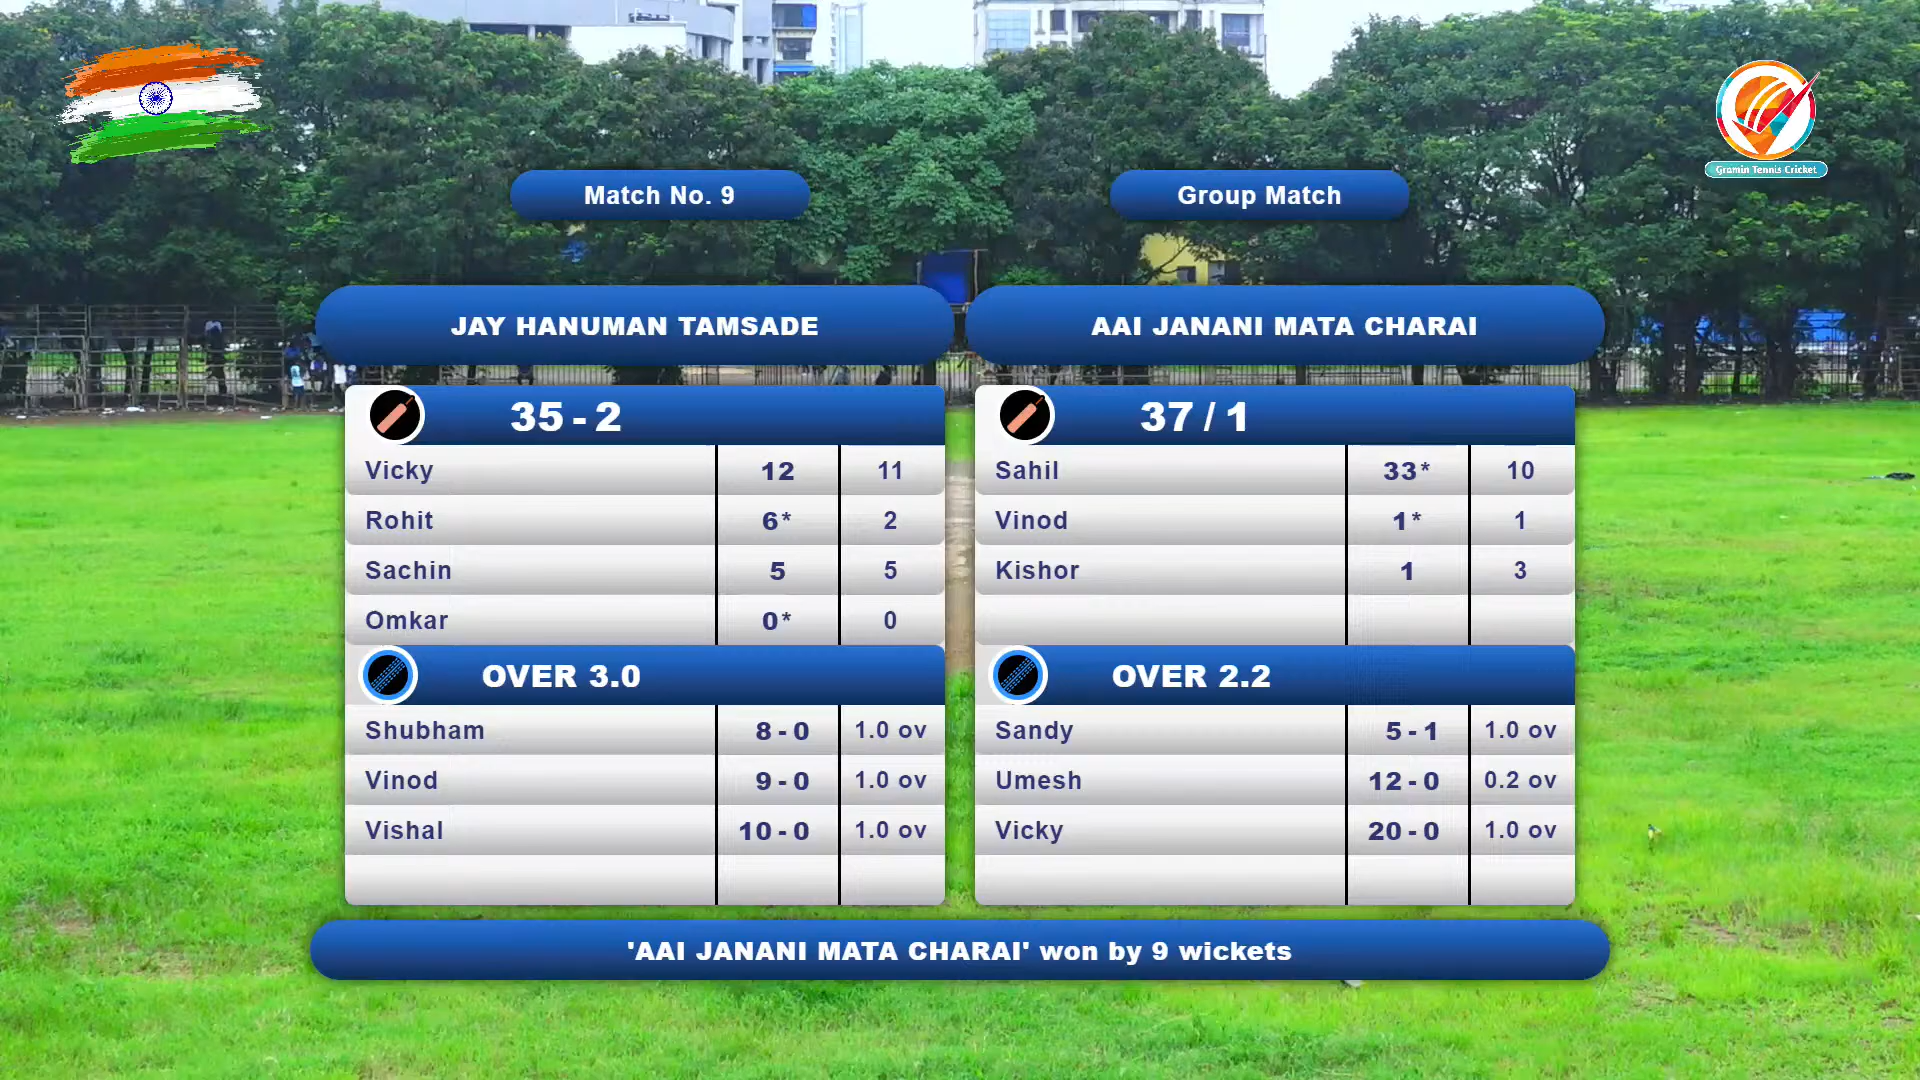 Gramin Tennis Cricket
Match No. 9
Group Match
JAY HANUMAN TAMSADE
35 - 2
Vicky 12 11
Rohit 6* 2
Sachin 5 5
Omkar 0* 0
OVER 3.0
Shubham 8 - 0 1.0 ov
Vinod 9 - 0 1.0 ov
Vishal 10 - 0 1.0 ov
AAI JANANI MATA CHARAI
37 / 1
Sahil 33* 10
Vinod 1* 1
Kishor 1 3
OVER 2.2
Sandy 5 - 1 1.0 ov
Umesh 12 - 0 0.2 ov
Vicky 20 - 0 1.0 ov
'AAI JANANI MATA CHARAI' won by 9 wickets